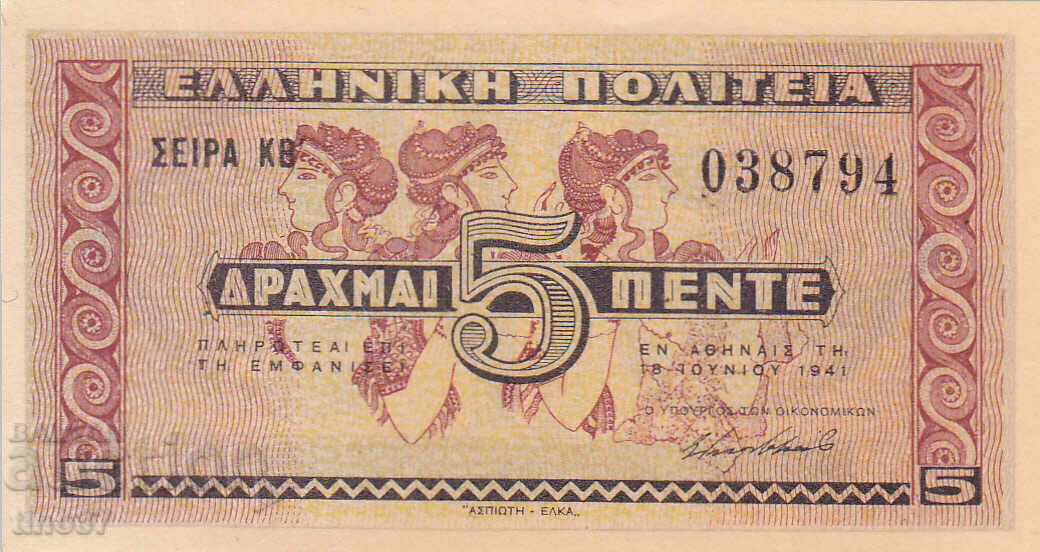 ΕΛΛΗΝΙΚΗ ΠΟΛΙΤΕΙΑ
ΣΕΙΡΑ ΚΒ' 038794
ΔΡΑΧΜΑΙ 5 ΠΕΝΤΕ
ΠΛΗΡΩΤΕΑΙ ΕΠΙ
ΤΗ ΕΜΦΑΝΙΣΕΙ
ΕΝ ΑΘΗΝΑΙΣ ΤΗ
18 ΙΟΥΝΙΟΥ 1941
Ο ΥΠΟΥΡΓΟΣ ΤΩΝ ΟΙΚΟΝΟΜΙΚΩΝ
5 5
"ΑΣΠΙΩΤΗ - ΕΛΚΑ„
tino97